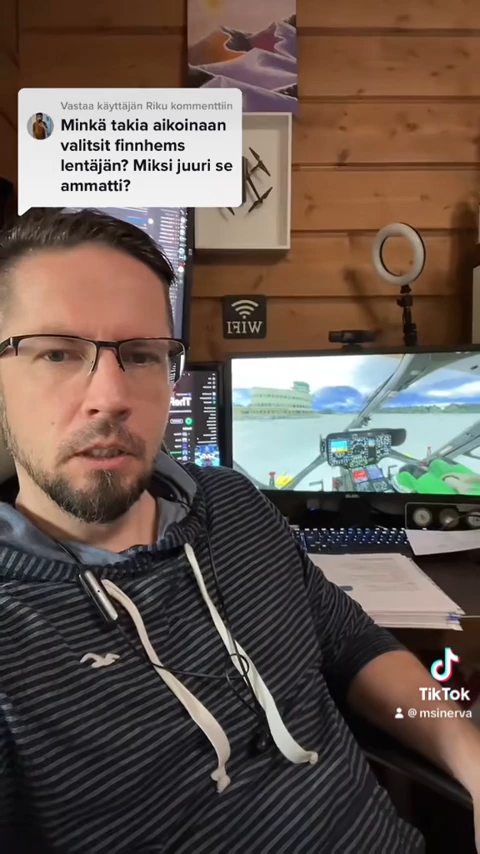 Vastaa käyttäjän Riku kommenttiin
Minkä takia aikoinaan
valitsit finnhems
lentäjän? Miksi juuri se
ammatti?
WIFI
TikTok
@ msinerva